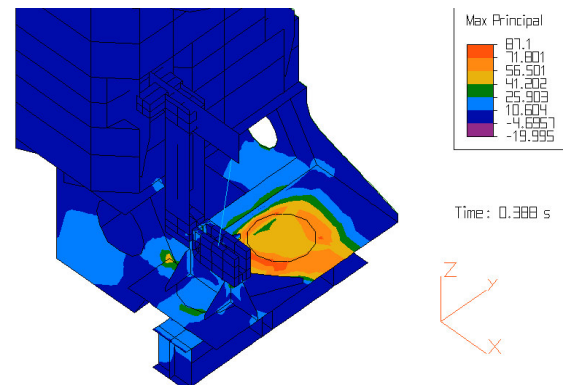 Max Principal
87.1
71.801
56.501
41.202
25.903
10.604
-4.6957
-19.995
Time: 0.388 s
Z
Y
X